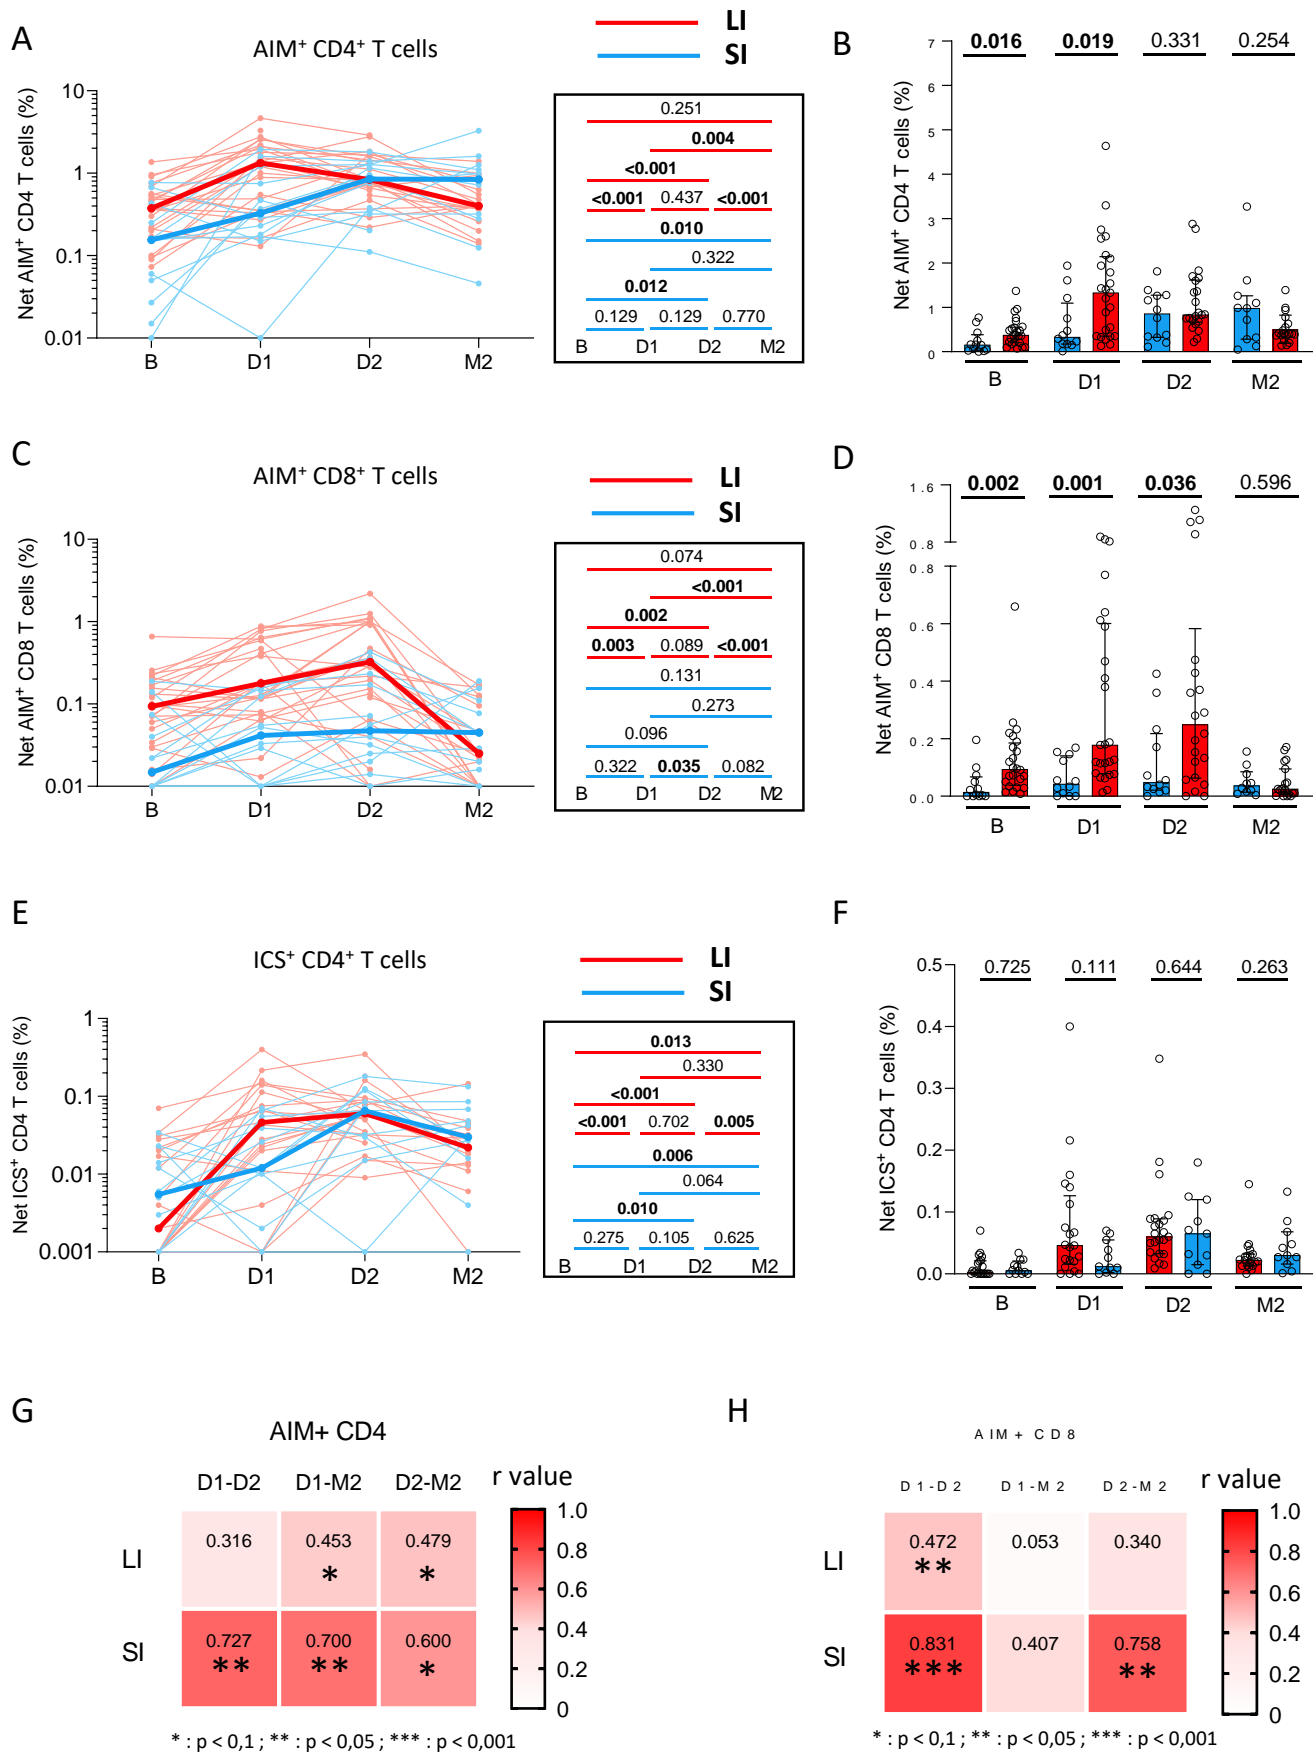 A
AIM⁺ CD4⁺ T cells
LI
SI
Net AIM⁺ CD4 T cells (%)
10
1
0.1
0.01
B D1 D2 M2
0.251
0.004
<0.001
<0.001 0.437 <0.001
0.010
0.322
0.012
0.129 0.129 0.770
B D1 D2 M2
B
Net AIM⁺ CD4 T cells (%)
0.016 0.019 0.331 0.254
7
6
5
4
3
2
1
0
B D1 D2 M2
C
AIM⁺ CD8⁺ T cells
LI
SI
Net AIM⁺ CD8 T cells (%)
10
1
0.1
0.01
B D1 D2 M2
0.074
<0.001
0.002
0.003 0.089 <0.001
0.131
0.273
0.096
0.322 0.035 0.082
B D1 D2 M2
D
Net AIM⁺ CD8 T cells (%)
0.002 0.001 0.036 0.596
1.6
0.8
0.8
0.6
0.4
0.2
0.0
B D1 D2 M2
E
ICS⁺ CD4⁺ T cells
LI
SI
Net ICS⁺ CD4 T cells (%)
1
0.1
0.01
0.001
B D1 D2 M2
0.013
0.330
<0.001
<0.001 0.702 0.005
0.006
0.064
0.010
0.275 0.105 0.625
B D1 D2 M2
F
Net ICS⁺ CD4 T cells (%)
0.725 0.111 0.644 0.263
0.5
0.4
0.3
0.2
0.1
0.0
B D1 D2 M2
G
AIM+ CD4
D1-D2 D1-M2 D2-M2
r value
LI
0.316 0.453 0.479
* *
SI
0.727 0.700 0.600
** ** *
1.0
0.8
0.6
0.4
0.2
0
* : p < 0,1 ; ** : p < 0,05 ; *** : p < 0,001
H
AIM+ CD8
D1-D2 D1-M2 D2-M2
r value
LI
0.472 0.053 0.340
**
SI
0.831 0.407 0.758
*** **
1.0
0.8
0.6
0.4
0.2
0
* : p < 0,1 ; ** : p < 0,05 ; *** : p < 0,001